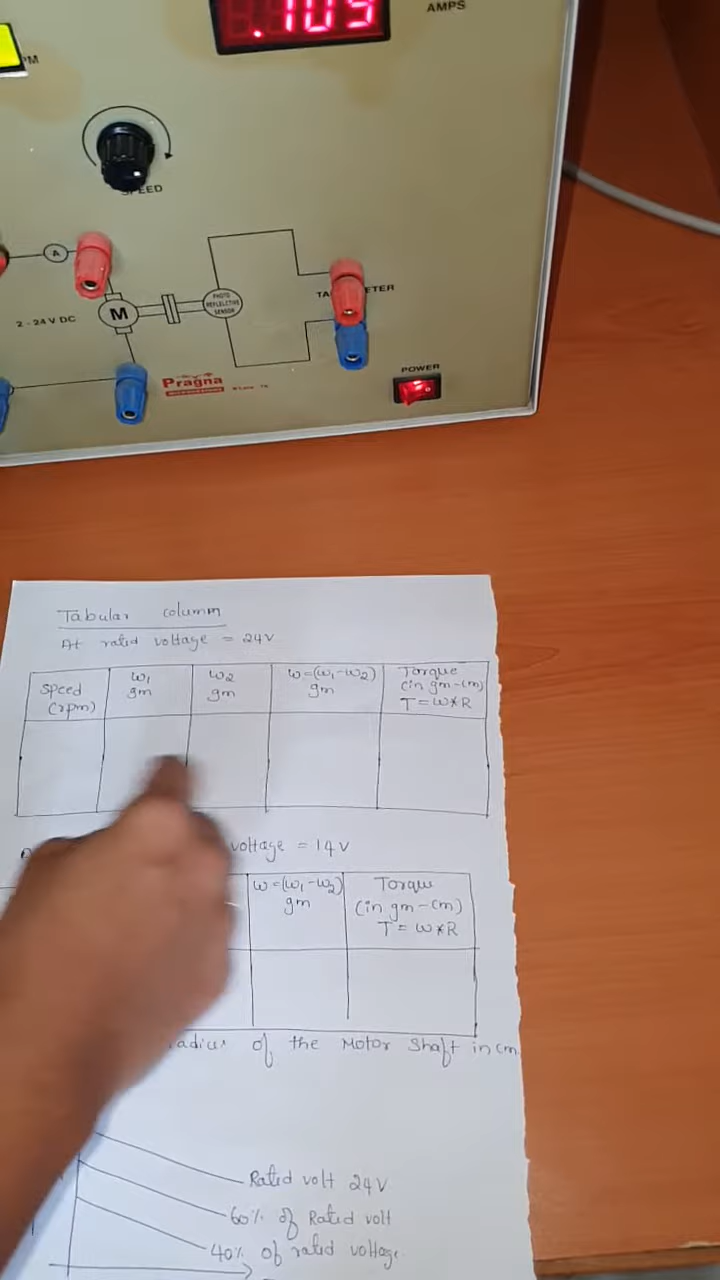 .105
AMPS
PM
SPEED
A
2 - 24 V DC
M
PHOTO
REFLECTIVE
SENSOR
Pragna
POWER
Tabular column
At rated voltage = 24V
Speed
(rpm)
w1
gm
w2
gm
w=(w1-w2)
gm
Torque
(in gm-cm)
T = w*R
voltage = 14V
w=(w1-w2)
gm
Torque
(in gm-cm)
T = w*R
of the Motor Shaft in cm
Rated volt 24V
60% of Rated volt
40% of rated voltage